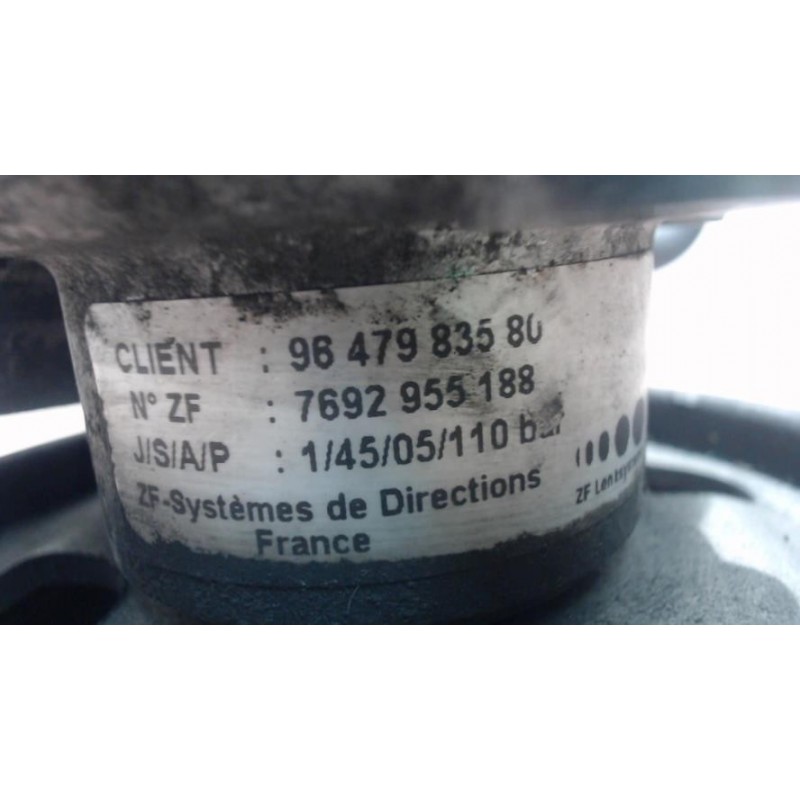 CLIENT : 96 479 835 80
N° ZF : 7692 955 188
J/S/A/P : 1/45/05/110 bar
ZF-Systèmes de Directions
France
ZF